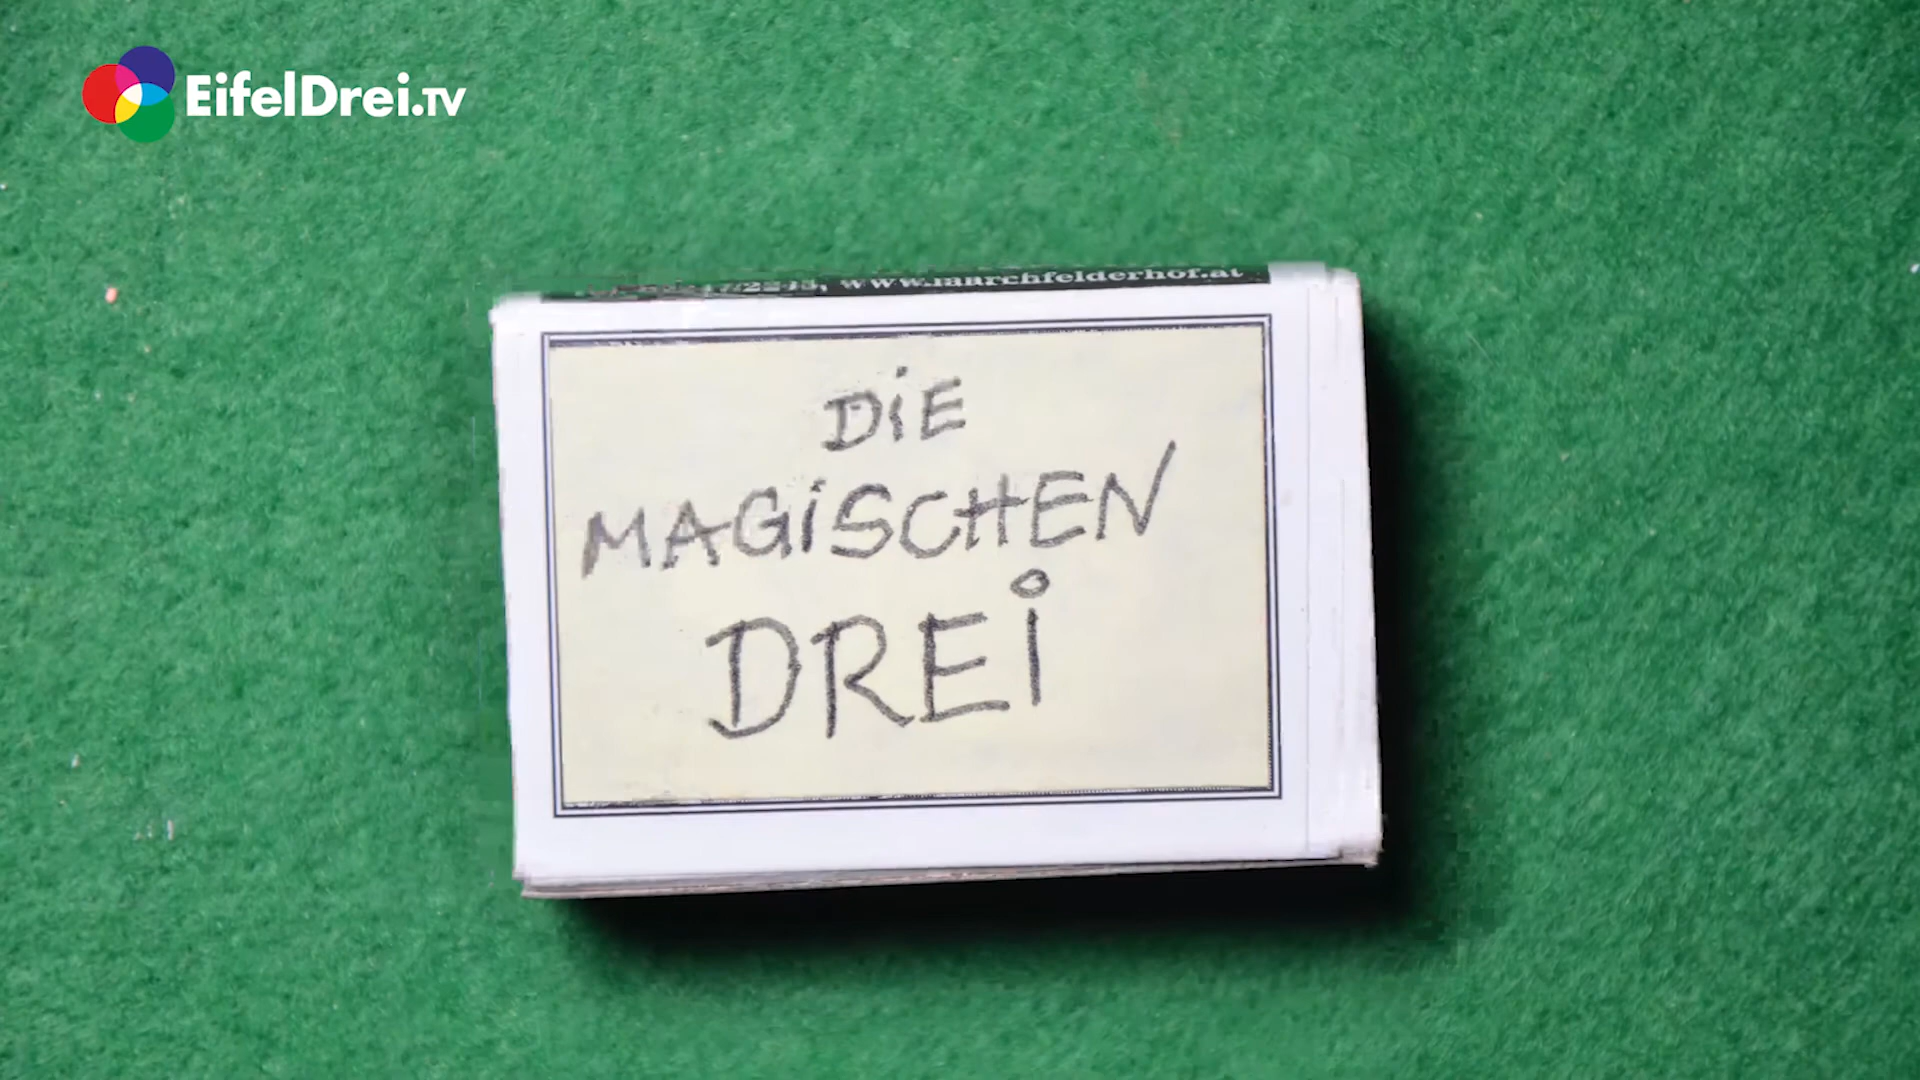 EifelDrei.TV
www.marchfelderhof.at
DiE
MAGiSCHEN
DREi